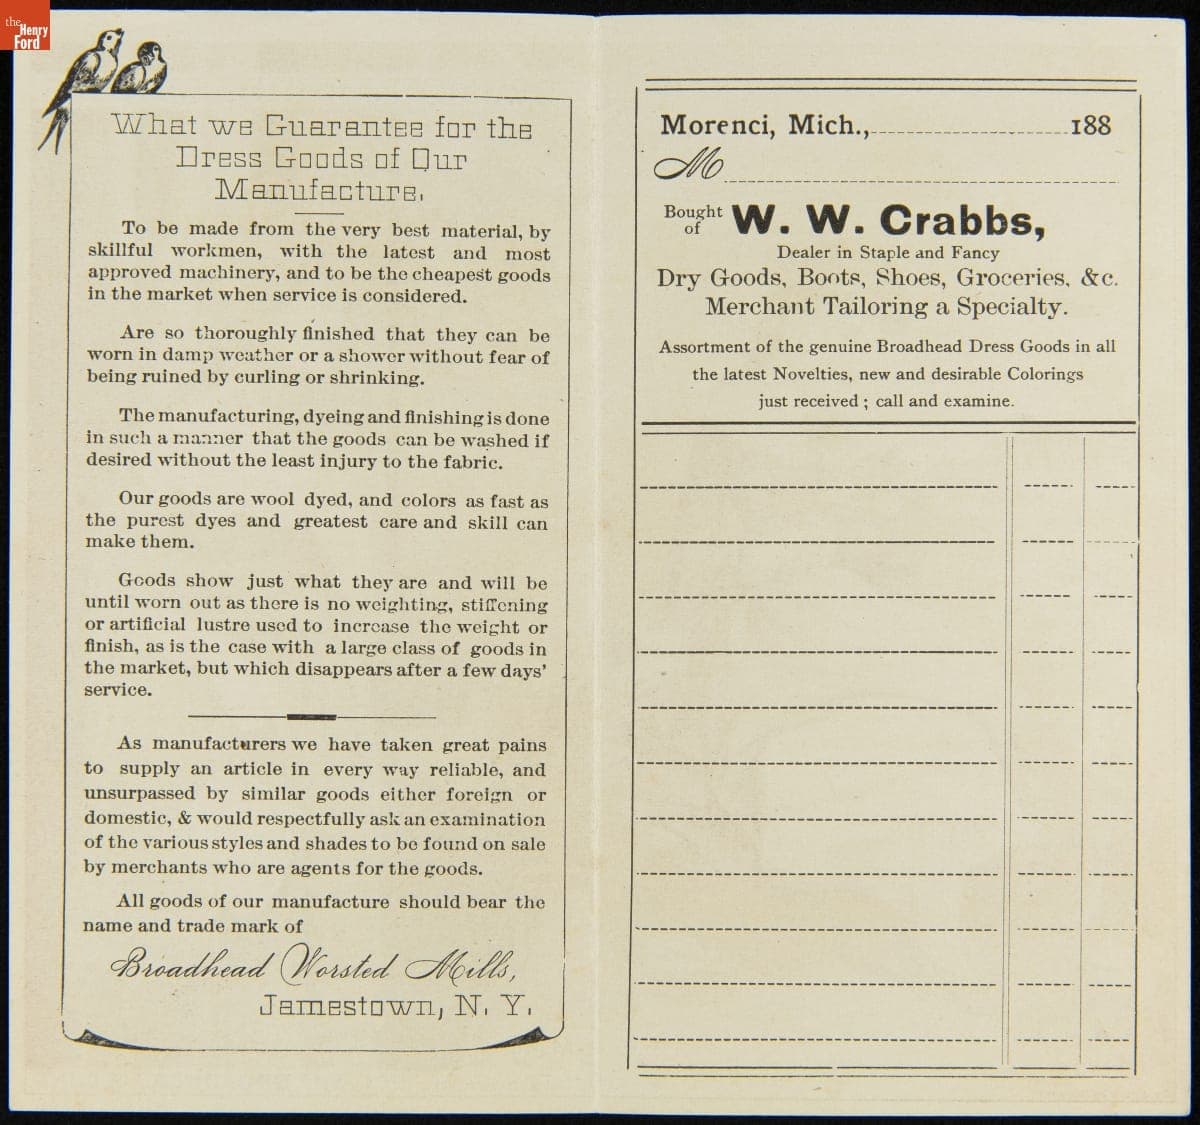 the
Henry
Ford
What we Guarantee for the
Dress Goods of Our
Manufacture.
To be made from the very best material, by
skillful workmen, with the latest and most
approved machinery, and to be the cheapest goods
in the market when service is considered.
Are so thoroughly finished that they can be
worn in damp weather or a shower without fear of
being ruined by curling or shrinking.
The manufacturing, dyeing and finishing is done
in such a manner that the goods can be washed if
desired without the least injury to the fabric.
Our goods are wool dyed, and colors as fast as
the purest dyes and greatest care and skill can
make them.
Goods show just what they are and will be
until worn out as there is no weighting, stiffening
or artificial lustre used to increase the weight or
finish, as is the case with a large class of goods in
the market, but which disappears after a few days'
service.
As manufacturers we have taken great pains
to supply an article in every way reliable, and
unsurpassed by similar goods either foreign or
domestic, & would respectfully ask an examination
of the various styles and shades to be found on sale
by merchants who are agents for the goods.
All goods of our manufacture should bear the
name and trade mark of
Broadhead Worsted Mills,
Jamestown, N. Y.
Morenci, Mich., 188
M
Bought of W. W. Crabbs,
Dealer in Staple and Fancy
Dry Goods, Boots, Shoes, Groceries, &c.
Merchant Tailoring a Specialty.
Assortment of the genuine Broadhead Dress Goods in all
the latest Novelties, new and desirable Colorings
just received ; call and examine.